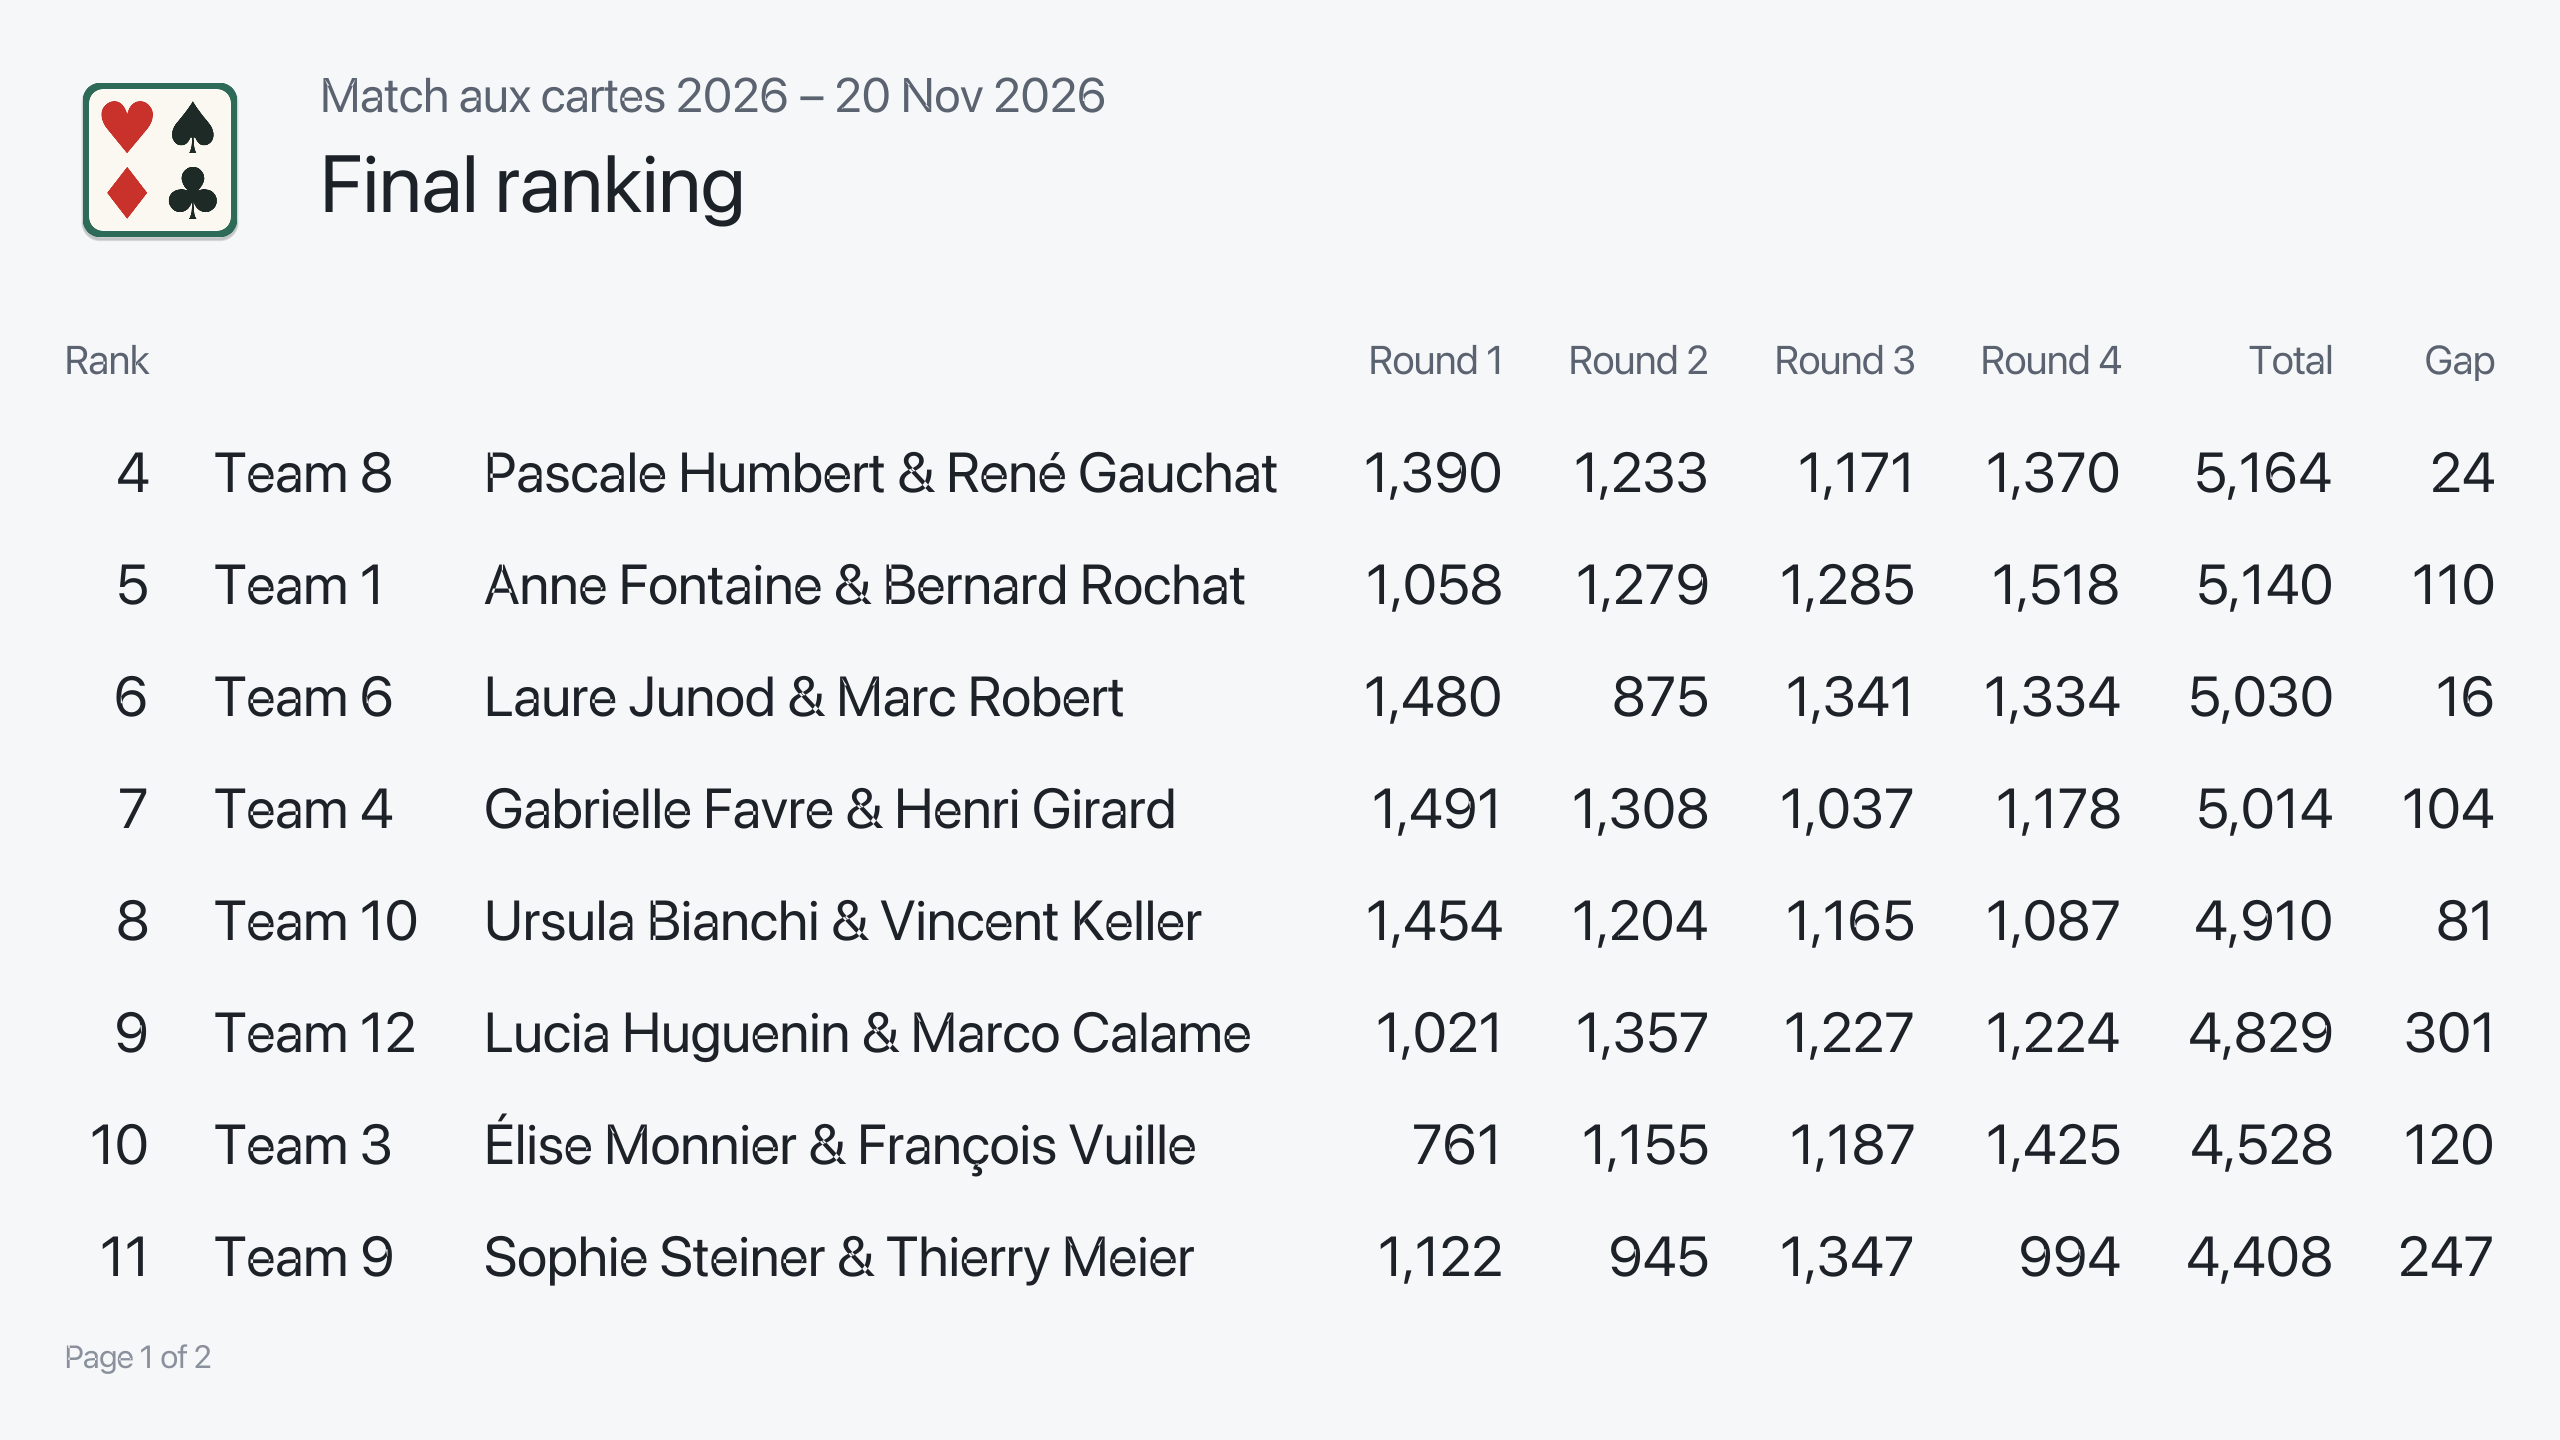 Match aux cartes 2026 – 20 Nov 2026
Final ranking
Rank Round 1 Round 2 Round 3 Round 4 Total Gap
4 Team 8 Pascale Humbert & René Gauchat 1,390 1,233 1,171 1,370 5,164 24
5 Team 1 Anne Fontaine & Bernard Rochat 1,058 1,279 1,285 1,518 5,140 110
6 Team 6 Laure Junod & Marc Robert 1,480 875 1,341 1,334 5,030 16
7 Team 4 Gabrielle Favre & Henri Girard 1,491 1,308 1,037 1,178 5,014 104
8 Team 10 Ursula Bianchi & Vincent Keller 1,454 1,204 1,165 1,087 4,910 81
9 Team 12 Lucia Huguenin & Marco Calame 1,021 1,357 1,227 1,224 4,829 301
10 Team 3 Élise Monnier & François Vuille 761 1,155 1,187 1,425 4,528 120
11 Team 9 Sophie Steiner & Thierry Meier 1,122 945 1,347 994 4,408 247
Page 1 of 2